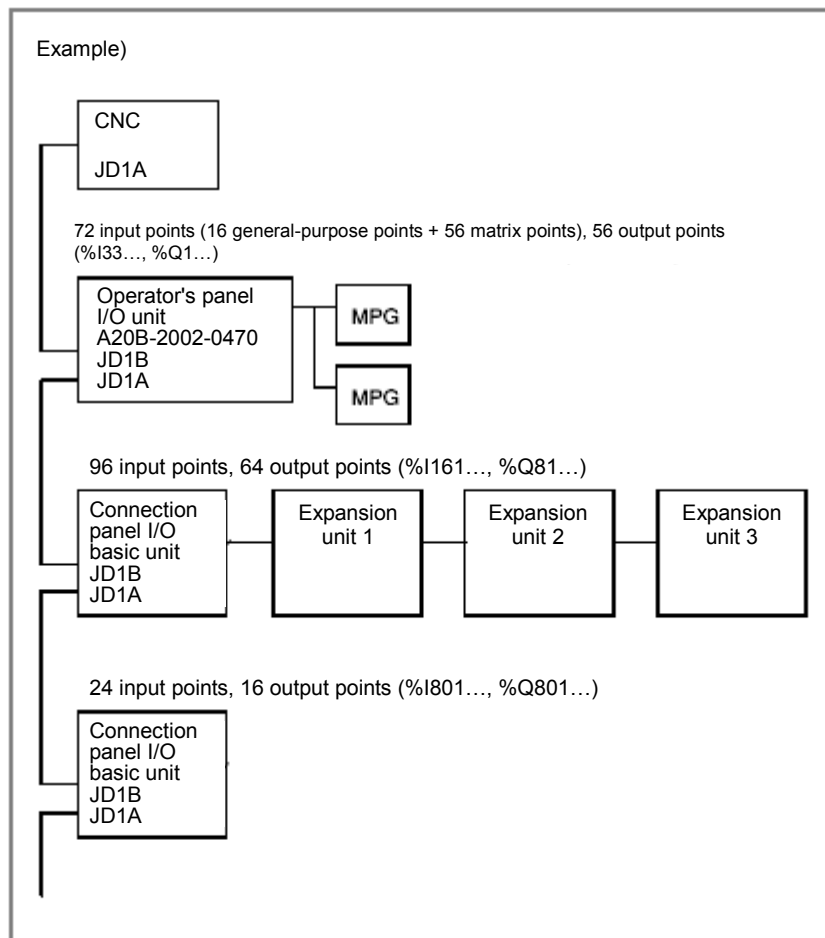 Example)
CNC
JD1A
72 input points (16 general-purpose points + 56 matrix points), 56 output points
(%I33…, %Q1…)
Operator's panel
I/O unit
A20B-2002-0470
JD1B
JD1A
MPG
MPG
96 input points, 64 output points (%I161…, %Q81…)
Connection
panel I/O
basic unit
JD1B
JD1A
Expansion
unit 1
Expansion
unit 2
Expansion
unit 3
24 input points, 16 output points (%I801…, %Q801…)
Connection
panel I/O
basic unit
JD1B
JD1A